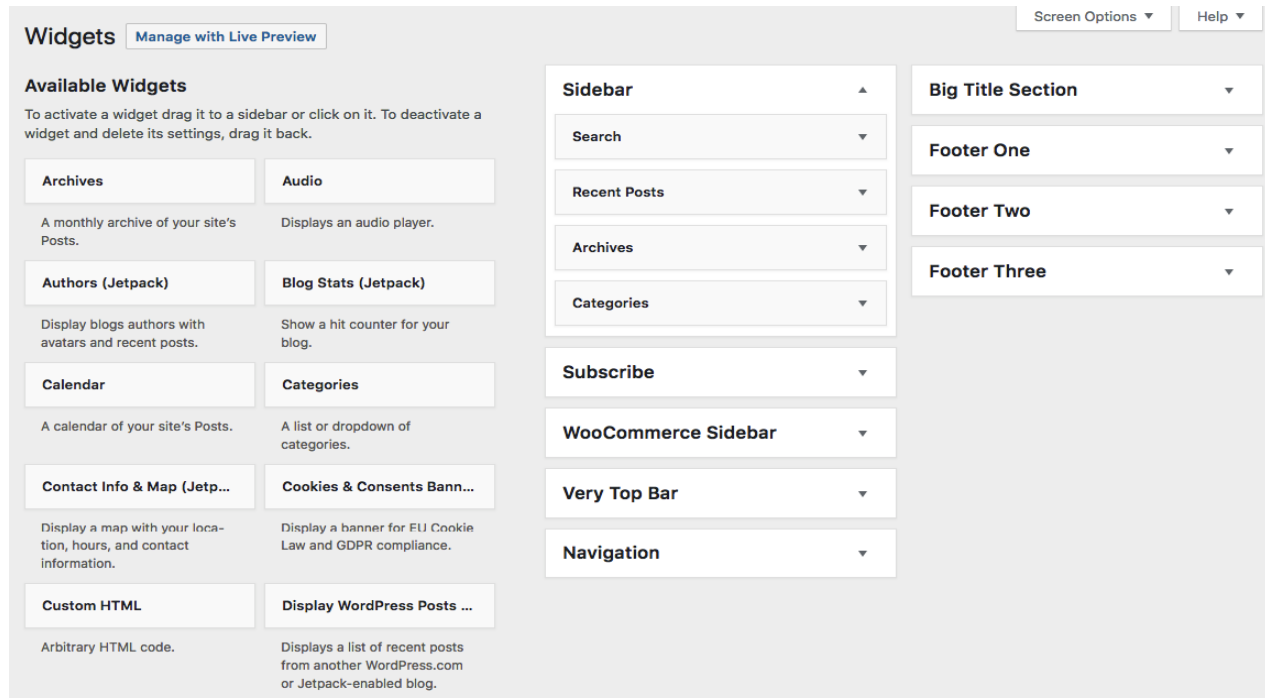 Screen Options ▼
Help ▼
Widgets
Manage with Live Preview
Available Widgets
To activate a widget drag it to a sidebar or click on it. To deactivate a
widget and delete its settings, drag it back.
Archives
A monthly archive of your site's
Posts.
Audio
Displays an audio player.
Authors (Jetpack)
Display blogs authors with
avatars and recent posts.
Blog Stats (Jetpack)
Show a hit counter for your
blog.
Calendar
A calendar of your site's Posts.
Categories
A list or dropdown of
categories.
Contact Info & Map (Jetp...
Display a map with your loca-
tion, hours, and contact
information.
Cookies & Consents Bann...
Display a banner for EU Cookie
Law and GDPR compliance.
Custom HTML
Arbitrary HTML code.
Display WordPress Posts ...
Displays a list of recent posts
from another WordPress.com
or Jetpack-enabled blog.
Sidebar
Search
Recent Posts
Archives
Categories
Subscribe
WooCommerce Sidebar
Very Top Bar
Navigation
Big Title Section
Footer One
Footer Two
Footer Three